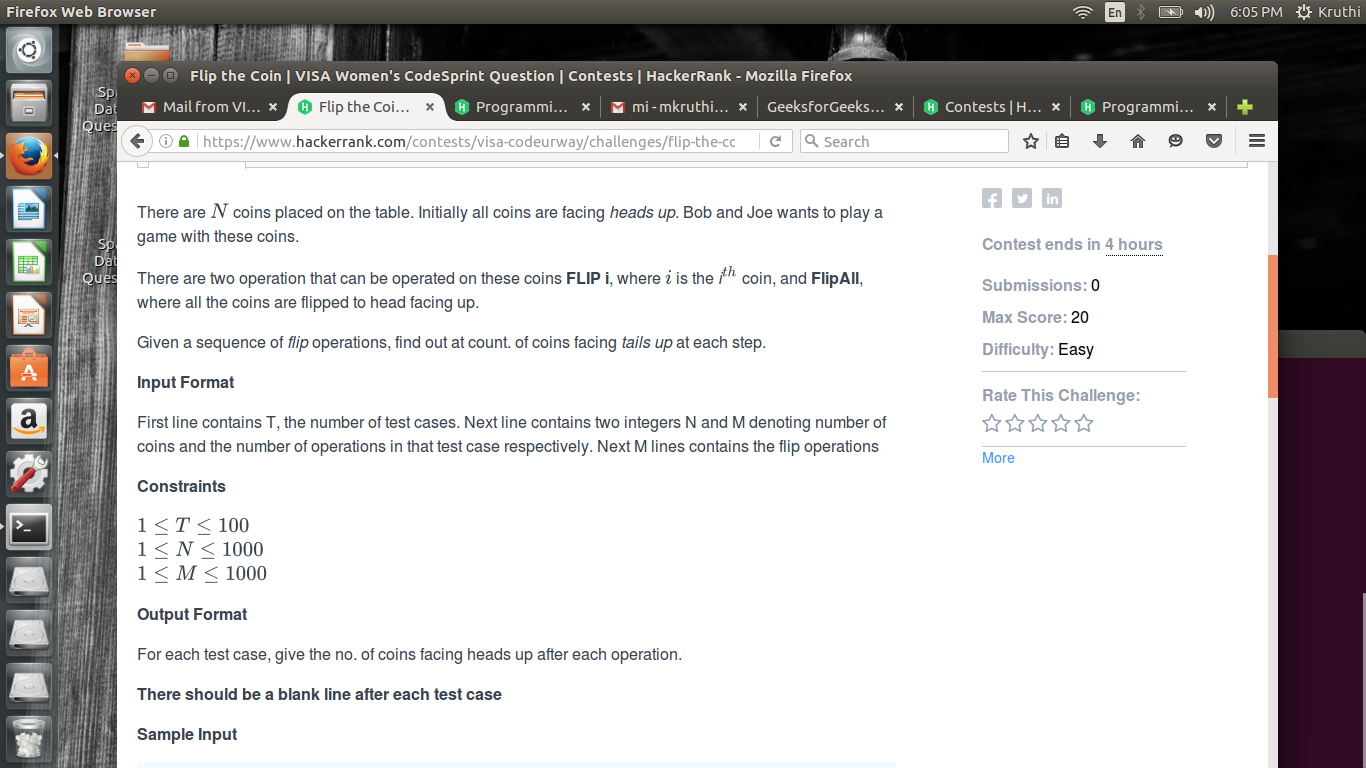 Firefox Web Browser
En
6:05 PM
Kruthi
Flip the Coin | VISA Women's CodeSprint Question | Contests | HackerRank - Mozilla Firefox
Mail from VI...
Flip the Coi...
Programmi...
mi - mkruthi...
GeeksforGeeks...
Contests | H...
Programmi...
https://www.hackerrank.com/contests/visa-codeurway/challenges/flip-the-cc
Search
Sp
Dat
Ques
Sp
Dat
Ques
There are N coins placed on the table. Initially all coins are facing heads up. Bob and Joe wants to play a
game with these coins.
There are two operation that can be operated on these coins FLIP i, where i is the i^th coin, and FlipAll,
where all the coins are flipped to head facing up.
Given a sequence of flip operations, find out at count. of coins facing tails up at each step.
Input Format
First line contains T, the number of test cases. Next line contains two integers N and M denoting number of
coins and the number of operations in that test case respectively. Next M lines contains the flip operations
Constraints
1 ≤ T ≤ 100
1 ≤ N ≤ 1000
1 ≤ M ≤ 1000
Output Format
For each test case, give the no. of coins facing heads up after each operation.
There should be a blank line after each test case
Sample Input
Contest ends in 4 hours
Submissions: 0
Max Score: 20
Difficulty: Easy
Rate This Challenge:
More